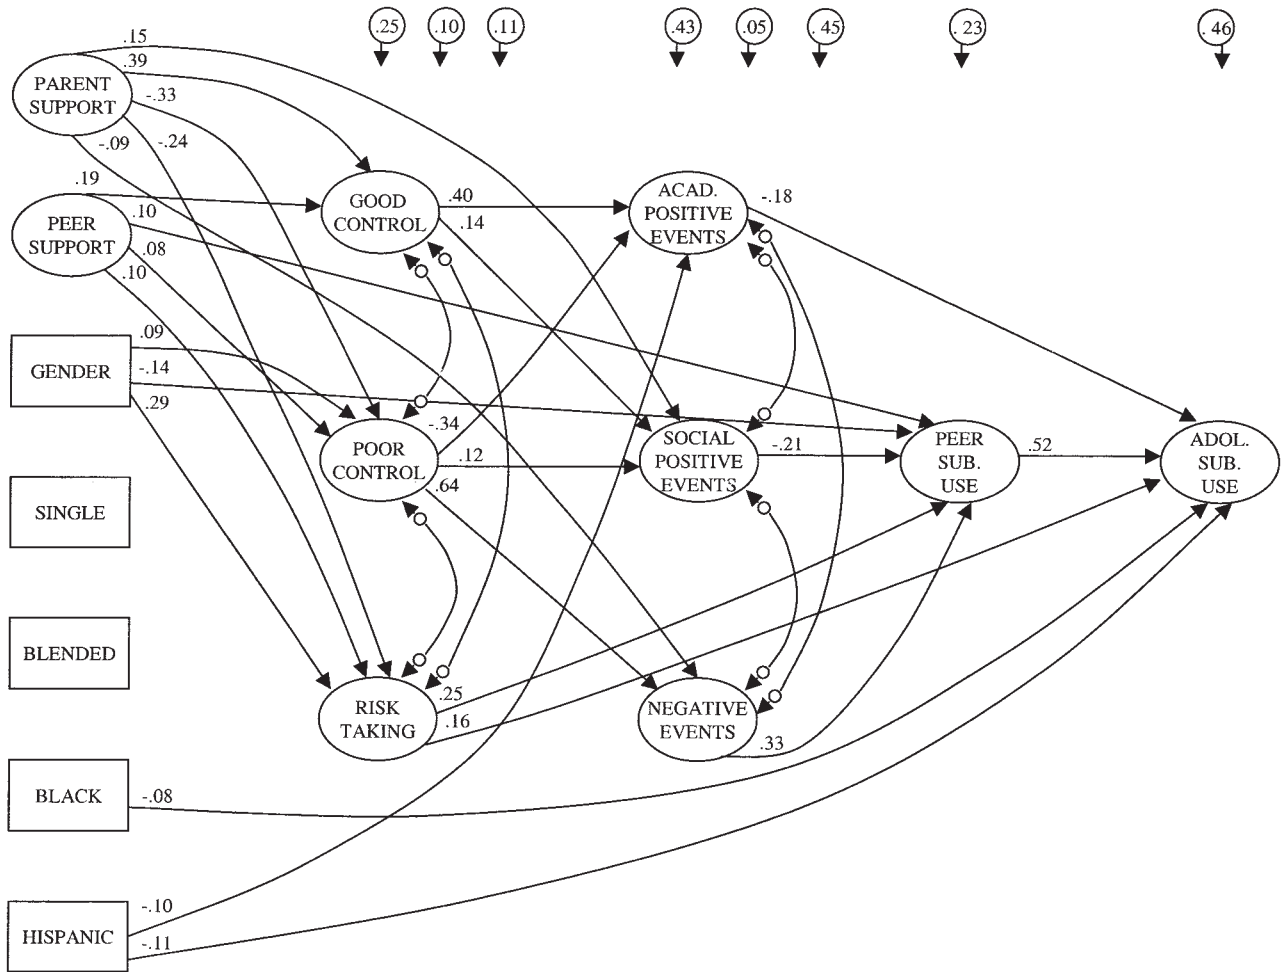 .25 .10 .11 .43 .05 .45 .23 .46
.15
.39
PARENT
SUPPORT
-.33
-.24
-.09
.19
.10
PEER
SUPPORT
.08
.10
GOOD
CONTROL
.40
.14
ACAD.
POSITIVE
EVENTS
-.18
GENDER
.09
-.14
.29
POOR
CONTROL
-.34
.12
.64
SOCIAL
POSITIVE
EVENTS
-.21
PEER
SUB.
USE
.52
ADOL.
SUB.
USE
SINGLE
BLENDED
RISK
TAKING
.25
.16
NEGATIVE
EVENTS
.33
BLACK
-.08
HISPANIC
-.10
-.11